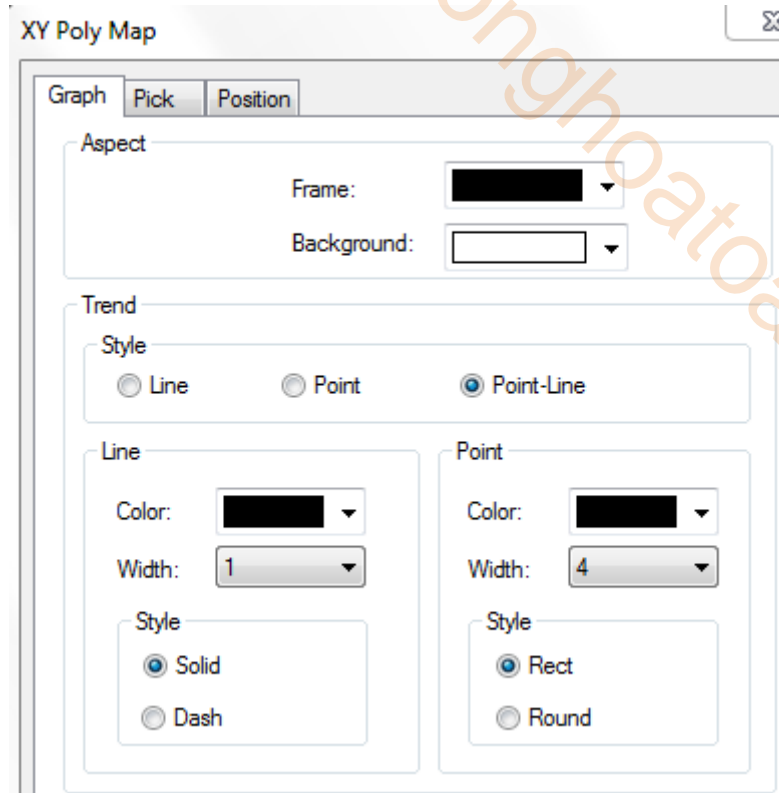 XY Poly Map
Graph Pick Position
Aspect
Frame:
Background:
Trend
Style
Line Point Point-Line
Line Point
Color: Color:
Width: 1 Width: 4
Style Style
Solid Rect
Dash Round